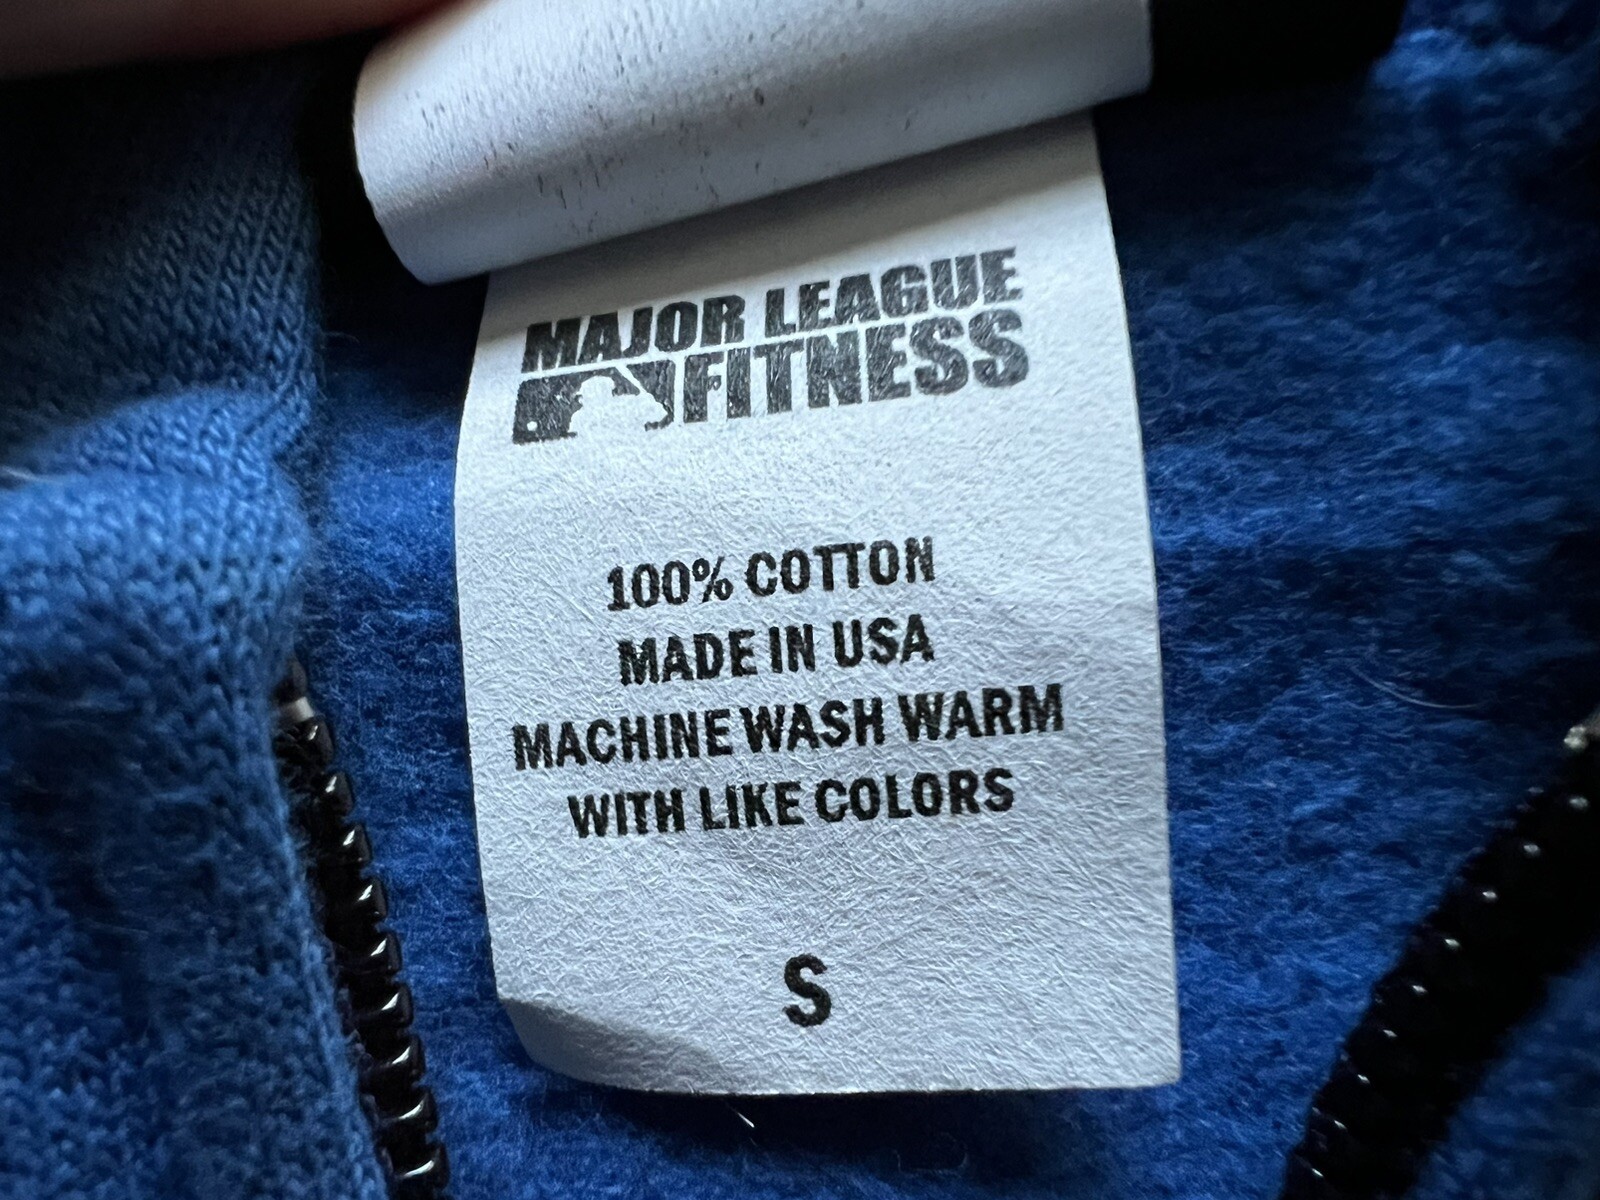 MAJOR LEAGUE
FITNESS
100% COTTON
MADE IN USA
MACHINE WASH WARM
WITH LIKE COLORS
S